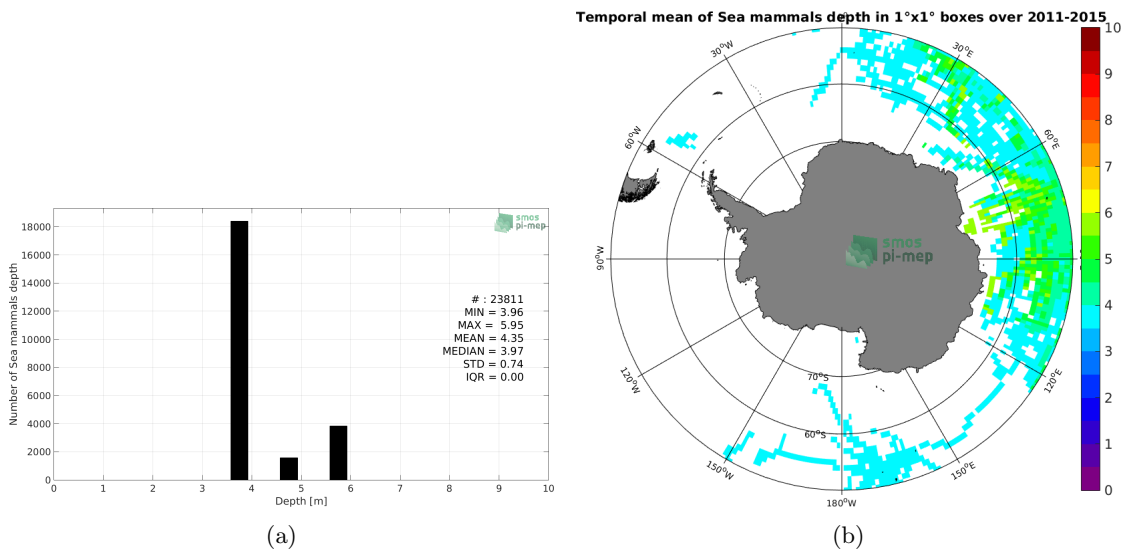 Temporal mean of Sea mammals depth in 1°x1° boxes over 2011-2015
smos
pi-mep
Number of Sea mammals depth
18000
16000
14000
12000
10000
8000
6000
4000
2000
0
# : 23811
MIN = 3.96
MAX = 5.95
MEAN = 4.35
MEDIAN = 3.97
STD = 0.74
IQR = 0.00
0 1 2 3 4 5 6 7 8 9 10
Depth [m]
(a)
30°W
30°E
60°W
60°E
90°W
smos
pi-mep
120°W
120°E
70°S
60°S
150°W
150°E
180°W
10
9
8
7
6
5
4
3
2
1
0
(b)